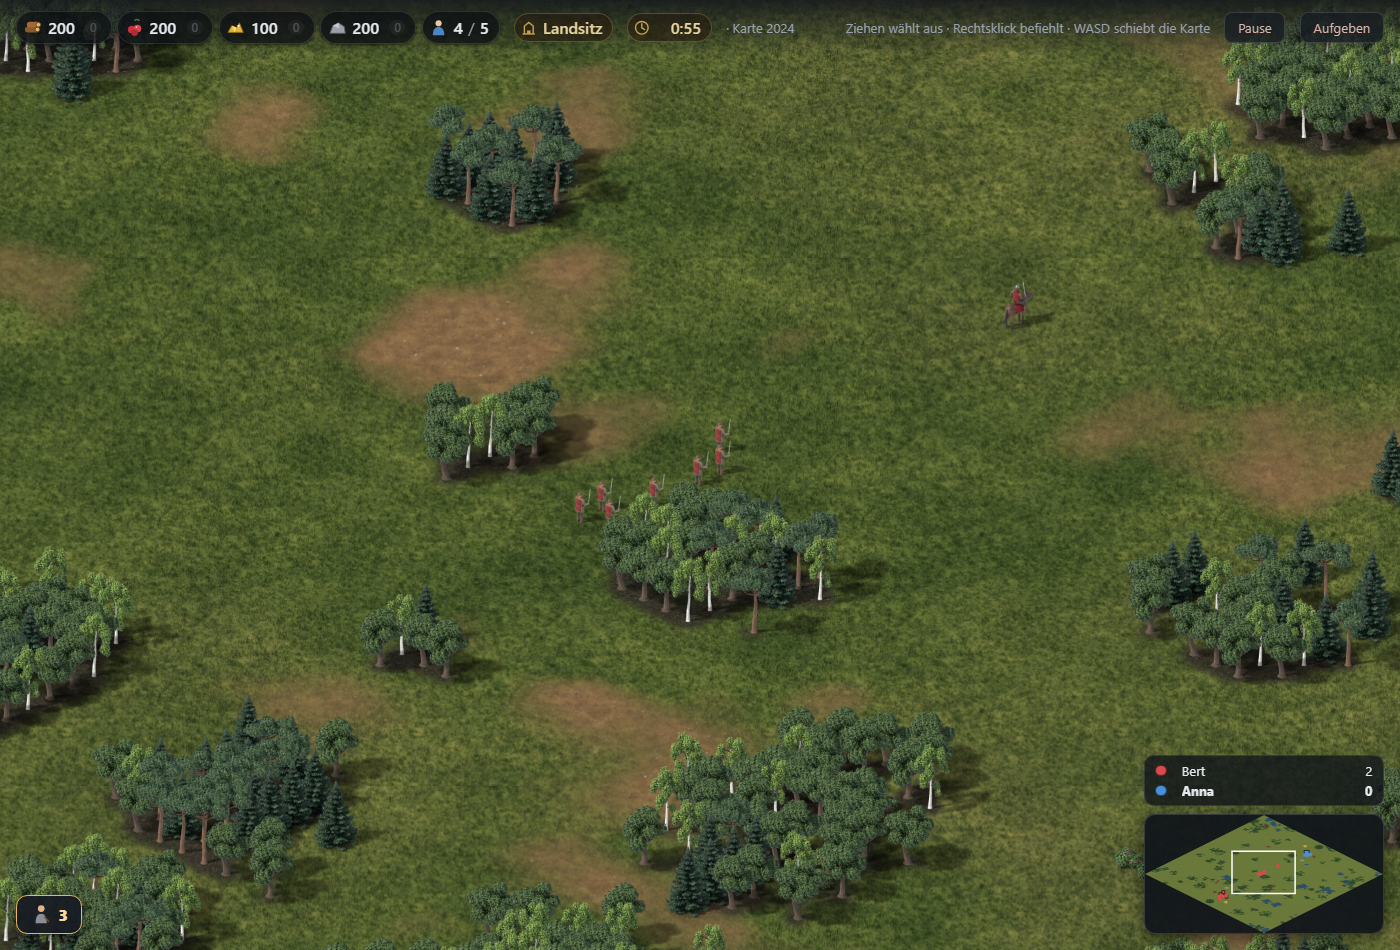 200 0 200 0 100 0 200 0 4 / 5 Landsitz 0:55 · Karte 2024 Ziehen wählt aus · Rechtsklick befiehlt · WASD schiebt die Karte Pause Aufgeben
Bert 2
Anna 0
3